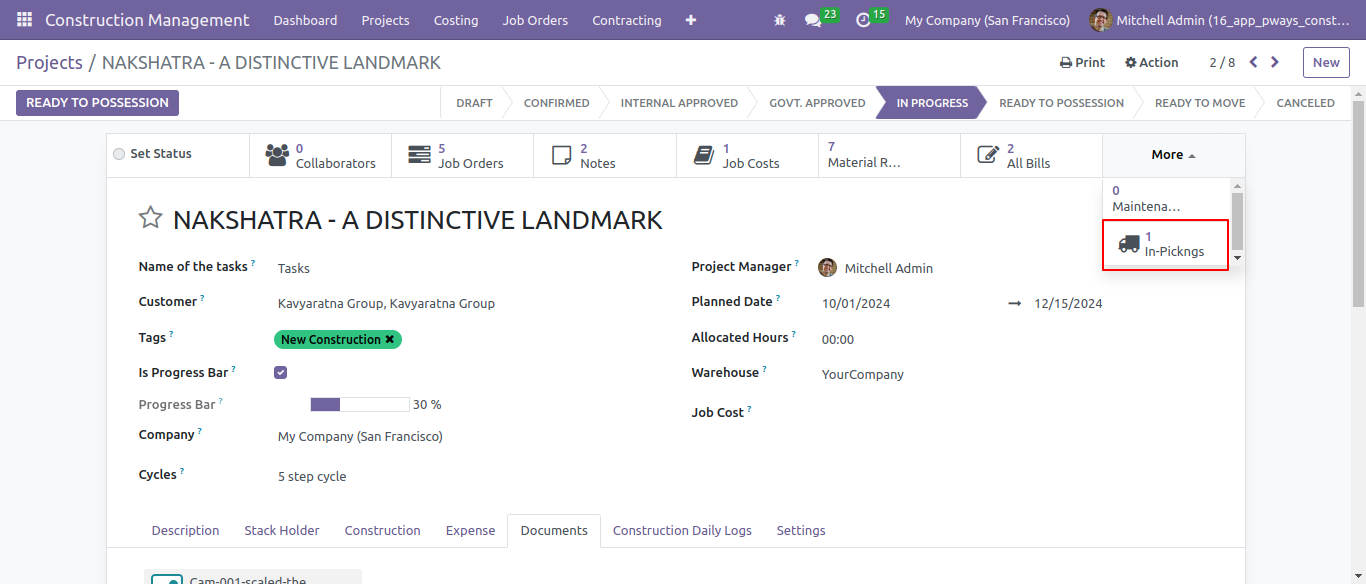 Construction Management Dashboard Projects Costing Job Orders Contracting + 23 15 My Company (San Francisco) Mitchell Admin (16_app_pways_const...
Projects / NAKSHATRA - A DISTINCTIVE LANDMARK Print Action 2 / 8 New
READY TO POSSESSION DRAFT CONFIRMED INTERNAL APPROVED GOVT. APPROVED IN PROGRESS READY TO POSSESSION READY TO MOVE CANCELED
Set Status
0
Collaborators
5
Job Orders
2
Notes
1
Job Costs
7
Material R...
2
All Bills
More
0
Maintena...
1
In-Pickngs
NAKSHATRA - A DISTINCTIVE LANDMARK
Name of the tasks ? Tasks
Customer ? Kavyaratna Group, Kavyaratna Group
Tags ? New Construction ✖
Is Progress Bar ?
Progress Bar ? 30 %
Company ? My Company (San Francisco)
Cycles ? 5 step cycle
Project Manager ? Mitchell Admin
Planned Date ? 10/01/2024 → 12/15/2024
Allocated Hours ? 00:00
Warehouse ? YourCompany
Job Cost ?
Description Stack Holder Construction Expense Documents Construction Daily Logs Settings
Cam-001-scaled-the